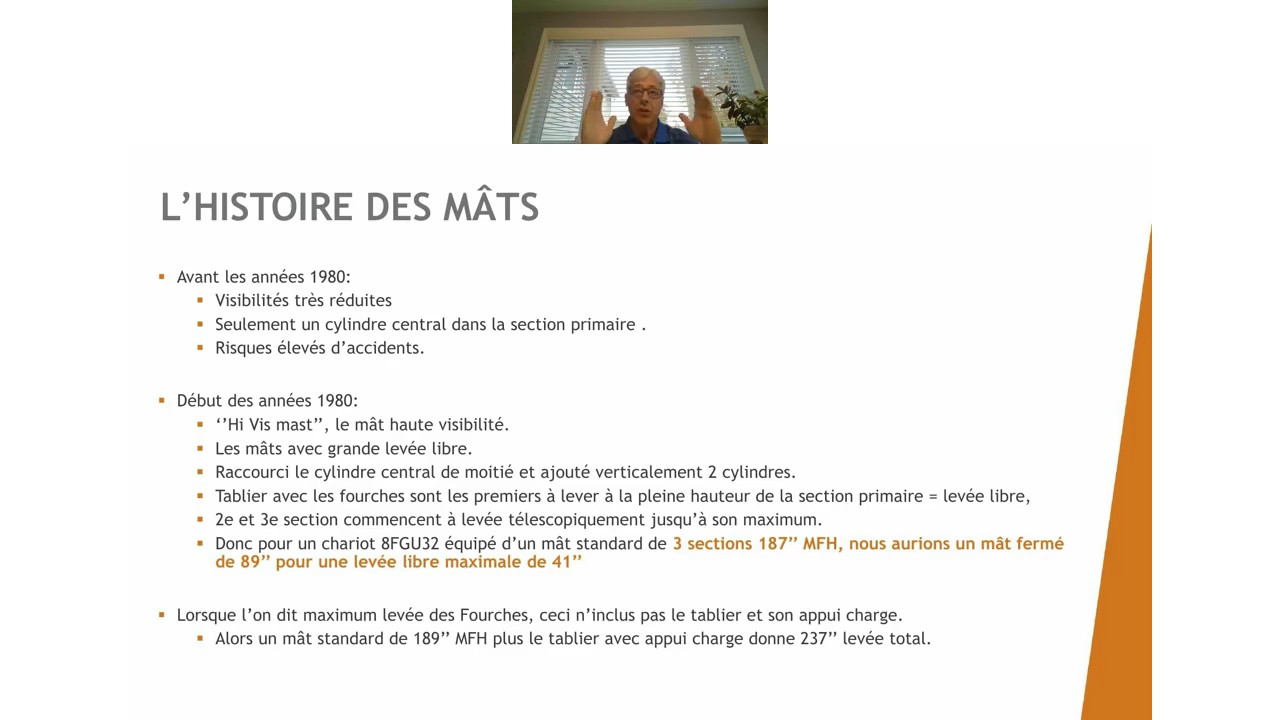 L’HISTOIRE DES MÂTS
Avant les années 1980:
Visibilités très réduites
Seulement un cylindre central dans la section primaire .
Risques élevés d’accidents.
Début des années 1980:
‘’Hi Vis mast’’, le mât haute visibilité.
Les mâts avec grande levée libre.
Raccourci le cylindre central de moitié et ajouté verticalement 2 cylindres.
Tablier avec les fourches sont les premiers à lever à la pleine hauteur de la section primaire = levée libre,
2e et 3e section commencent à levée télescopiquement jusqu’à son maximum.
Donc pour un chariot 8FGU32 équipé d’un mât standard de 3 sections 187’’ MFH, nous aurions un mât fermé
de 89’’ pour une levée libre maximale de 41’’
Lorsque l’on dit maximum levée des Fourches, ceci n’inclus pas le tablier et son appui charge.
Alors un mât standard de 189’’ MFH plus le tablier avec appui charge donne 237’’ levée total.